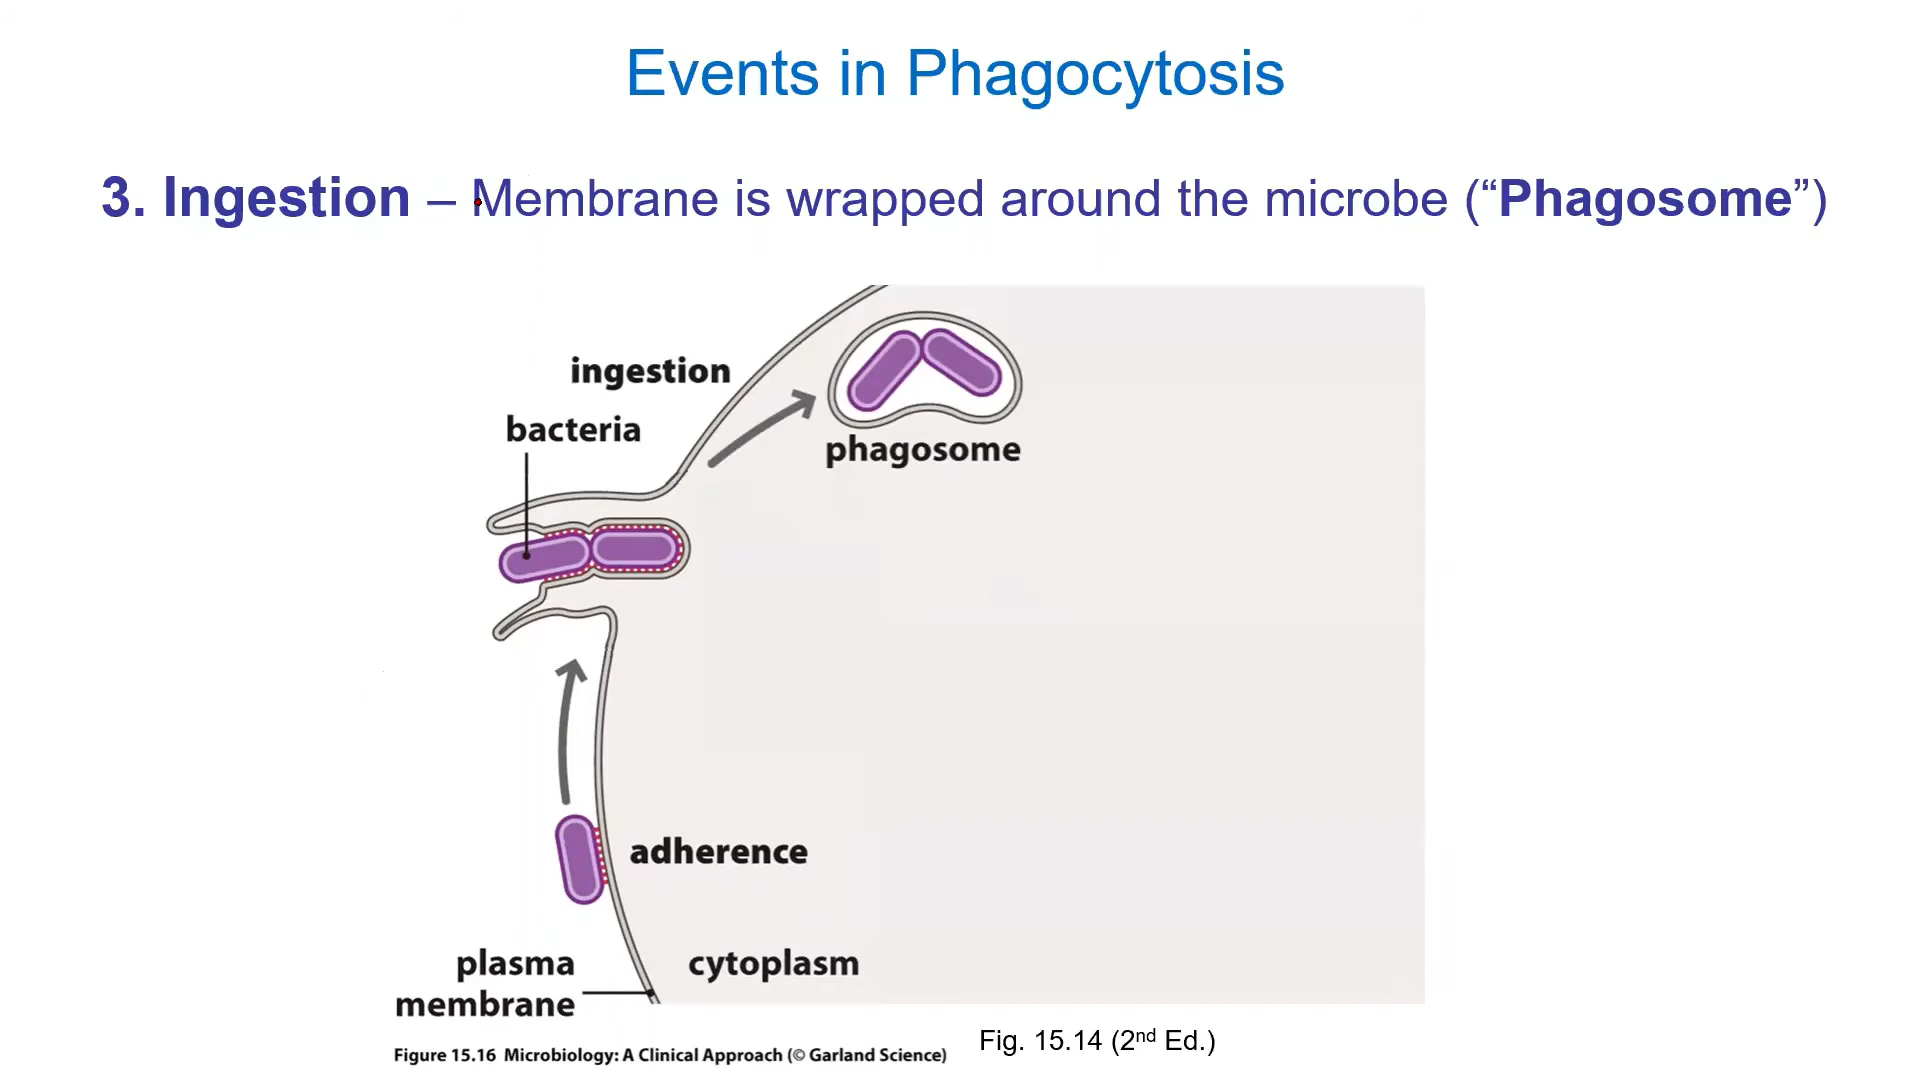 Events in Phagocytosis
3. Ingestion – Membrane is wrapped around the microbe (“Phagosome”)
ingestion
bacteria
phagosome
adherence
plasma
membrane
cytoplasm
Fig. 15.14 (2nd Ed.)
Figure 15.16 Microbiology: A Clinical Approach (© Garland Science)